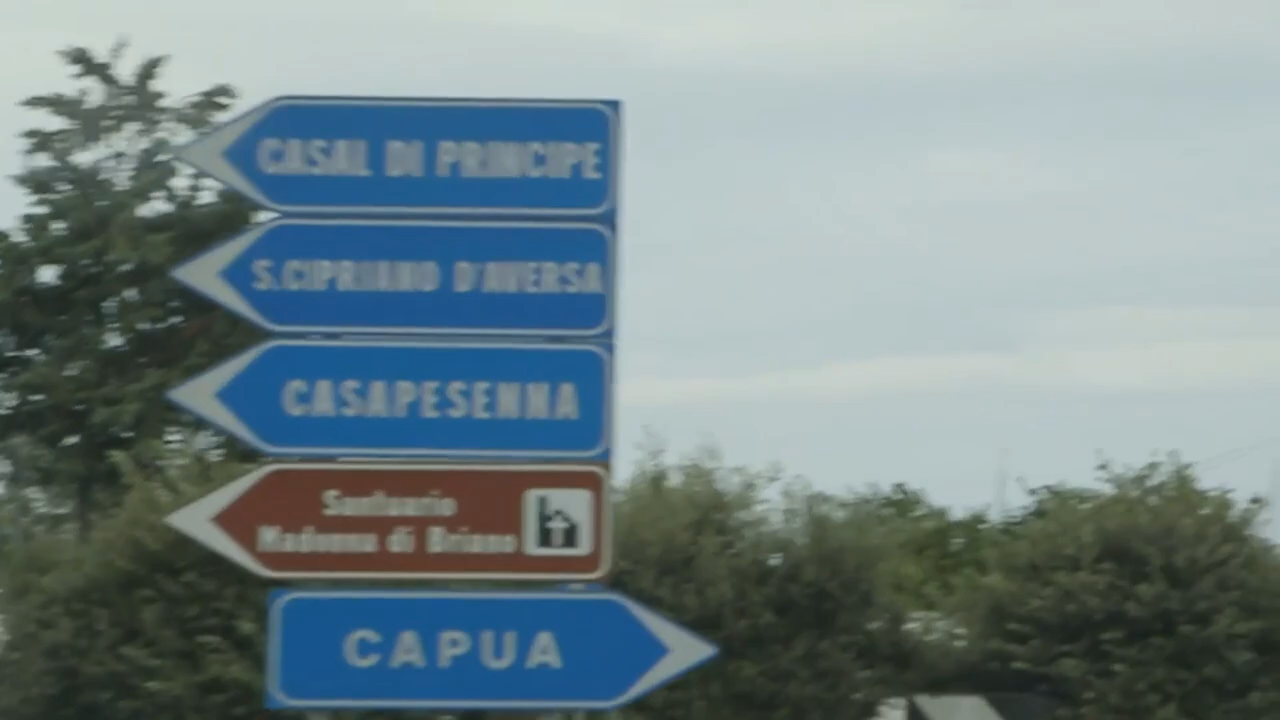 CASAL DI PRINCIPE
S.CIPRIANO D'AVERSA
CASAPESENNA
Santuario
Madonna di Briano
CAPUA